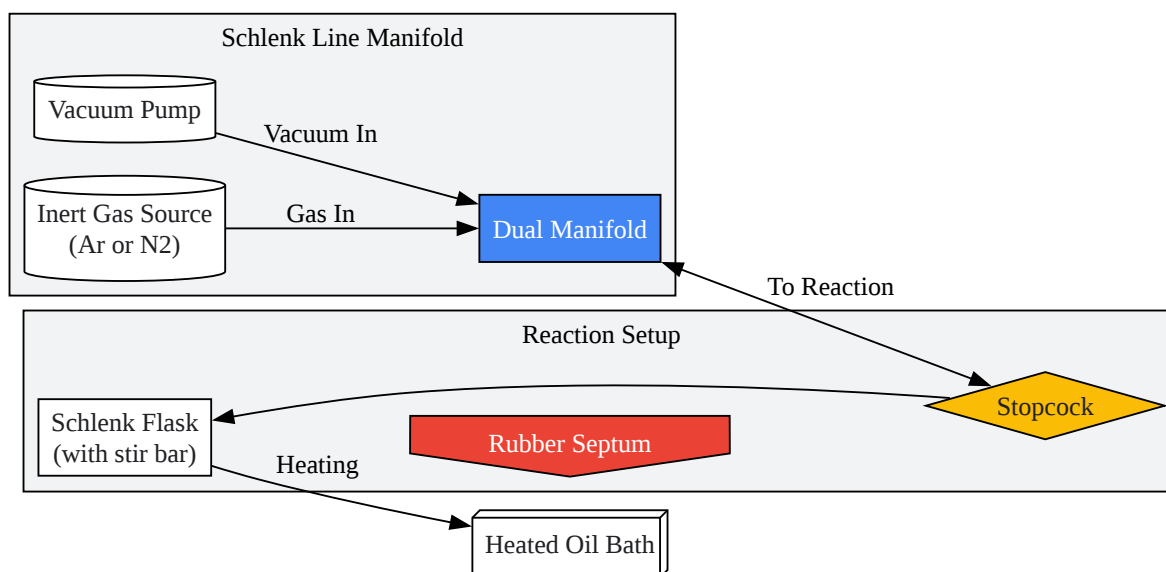 Schlenk Line Manifold
Vacuum Pump
Vacuum In
Inert Gas Source
(Ar or N2)
Gas In
Dual Manifold
To Reaction
Reaction Setup
Stopcock
Schlenk Flask
(with stir bar)
Rubber Septum
Heating
Heated Oil Bath